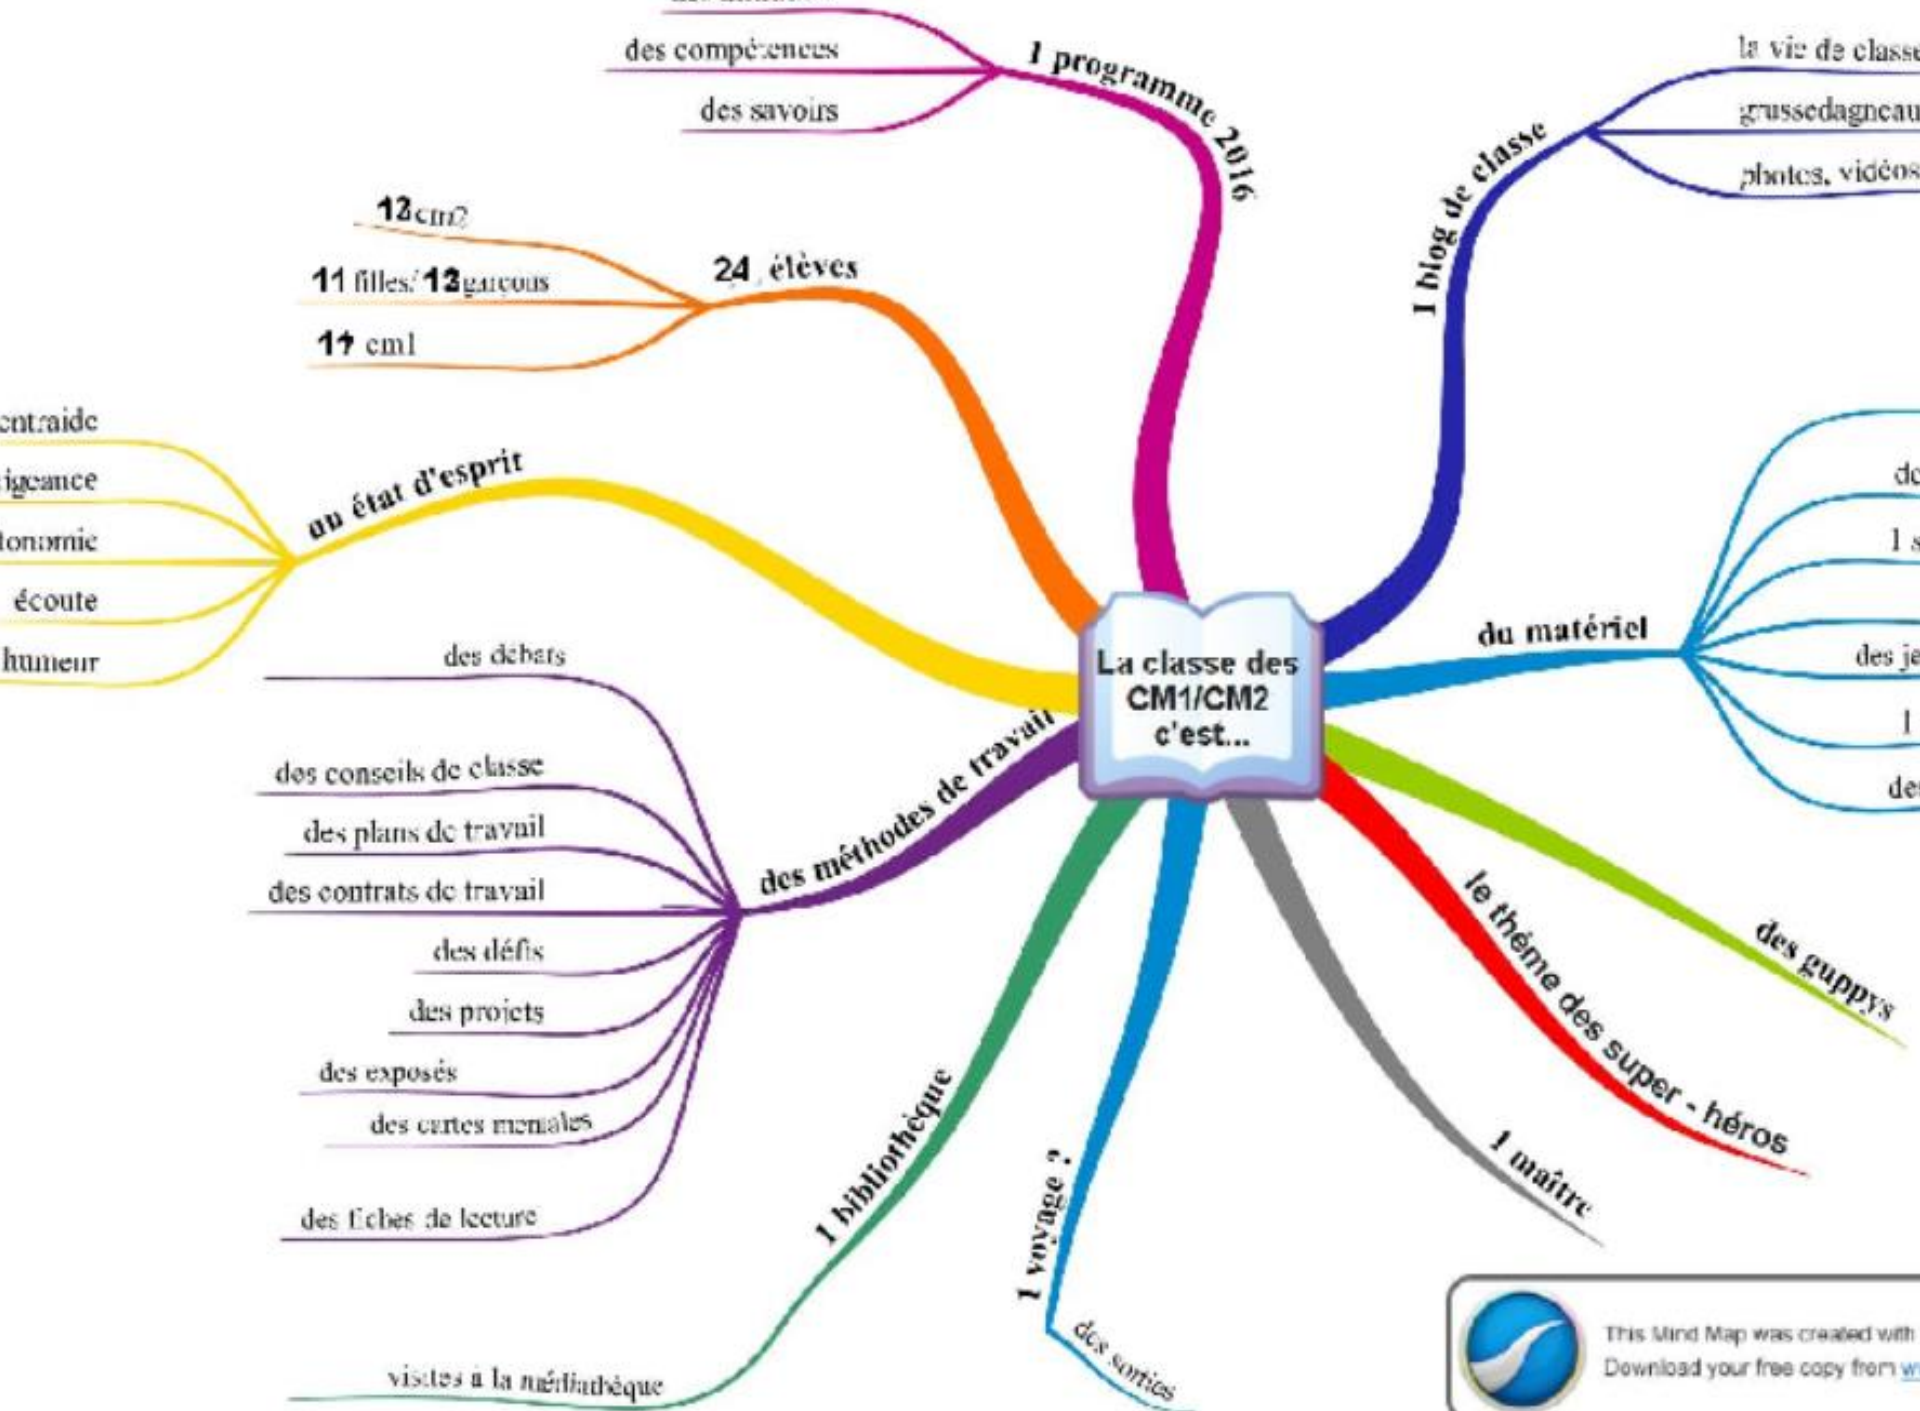 des compétences
des savoirs
1 programme 2016
1 blog de classe
la vie de classe
grussedagneau
photos, vidéos
cm2
24 élèves
11 filles/ garçons
cm1
entraide
un état d'esprit
écoute
humeur
du matériel
des je
La classe des
CM1/CM2
c'est...
des méthodes de travail
des débats
des conseils de classe
des plans de travail
des contrats de travail
des défis
des projets
des exposés
des cartes mentales
des fiches de lecture
1 bibliothèque
visites à la médiathèque
1 voyage ?
des sorties
1 maître
le théme des super - héros
des guppys
This Mind Map was created with
Download your free copy from